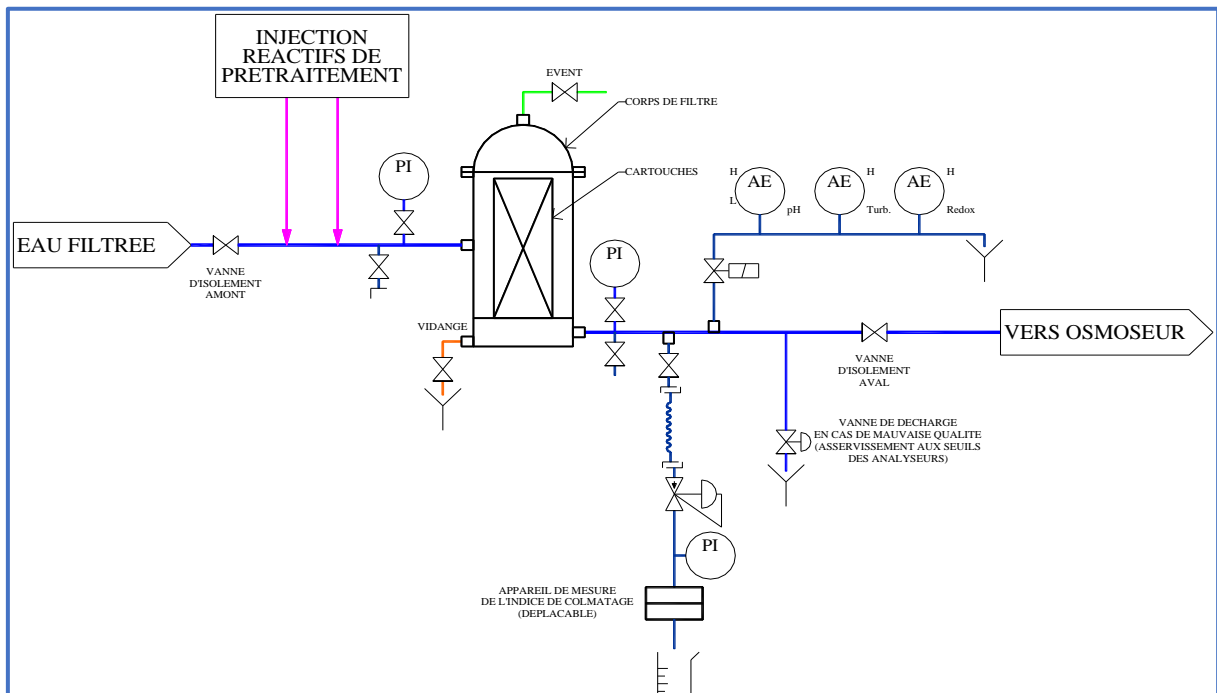 INJECTION
REACTIFS DE
PRETRAITEMENT
EVENT
CORPS DE FILTRE
PI
CARTOUCHES
H
L
AE
pH
AE
H
Turb.
AE
H
Redox
EAU FILTREE
VANNE
D'ISOLEMENT
AMONT
PI
VIDANGE
VERS OSMOSEUR
VANNE
D'ISOLEMENT
AVAL
VANNE DE DECHARGE
EN CAS DE MAUVAISE QUALITE
(ASSERVISSEMENT AUX SEUILS
DES ANALYSEURS)
PI
APPAREIL DE MESURE
DE L'INDICE DE COLMATAGE
(DEPLACABLE)